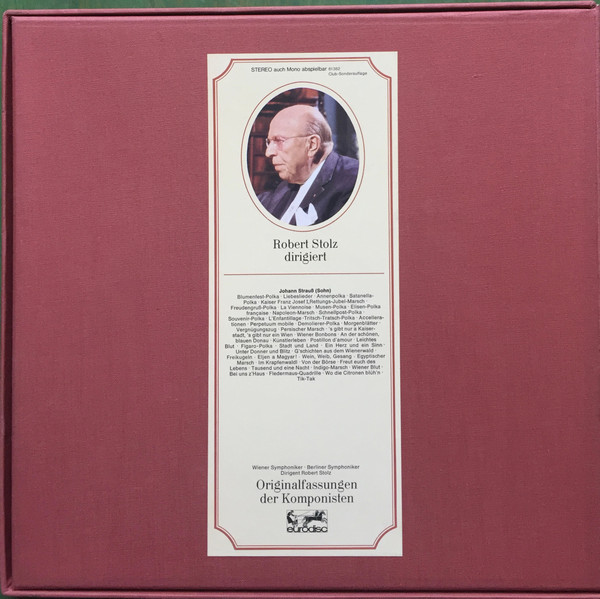 STEREO auch Mono abspielbar 61 552
Club-Sonderauflage
Robert Stolz
dirigiert
Johann Strauß (Sohn)
Blumenfest-Polka · Liebeslieder · Annenpolka · Satanella-
Polka · Kaiser Franz Josef I.Rettungs-Jubel-Marsch ·
Freudengruß-Polka · La Viennoise · Musen-Polka · Elisen-Polka
française · Napoleon-Marsch · Schnellpost-Polka
Souvenir-Polka · L'Enfantillage · Tritsch-Tratsch-Polka · Accelera-
tionen · Perpetuum mobile · Demolierer-Polka · Morgenblätter ·
Vergnügungszug · Persischer Marsch · 's gibt nur a Kaiser-
stadt, 's gibt nur ein Wien · Wiener Bonbons · An der schönen,
blauen Donau · Künstlerleben · Postillon d'amour · Leichtes
Blut · Figaro-Polka · Stadt und Land · Ein Herz und ein Sinn ·
Freikugeln · Eljen a Magyar! · Wein, Weib, Gesang · Egyptischer
Unter Donner und Blitz · G'schichten aus dem Wienerwald ·
Marsch · Im Krapfenwaldl · Von der Börse · Freut euch des
Lebens · Tausend und eine Nacht · Indigo-Marsch · Wiener Blut ·
Bei uns z'Haus · Fledermaus-Quadrille · Wo die Citronen blüh'n ·
Tik-Tak
Wiener Symphoniker · Berliner Symphoniker
Dirigent Robert Stolz
Originalfassungen
der Komponisten
eurodisc